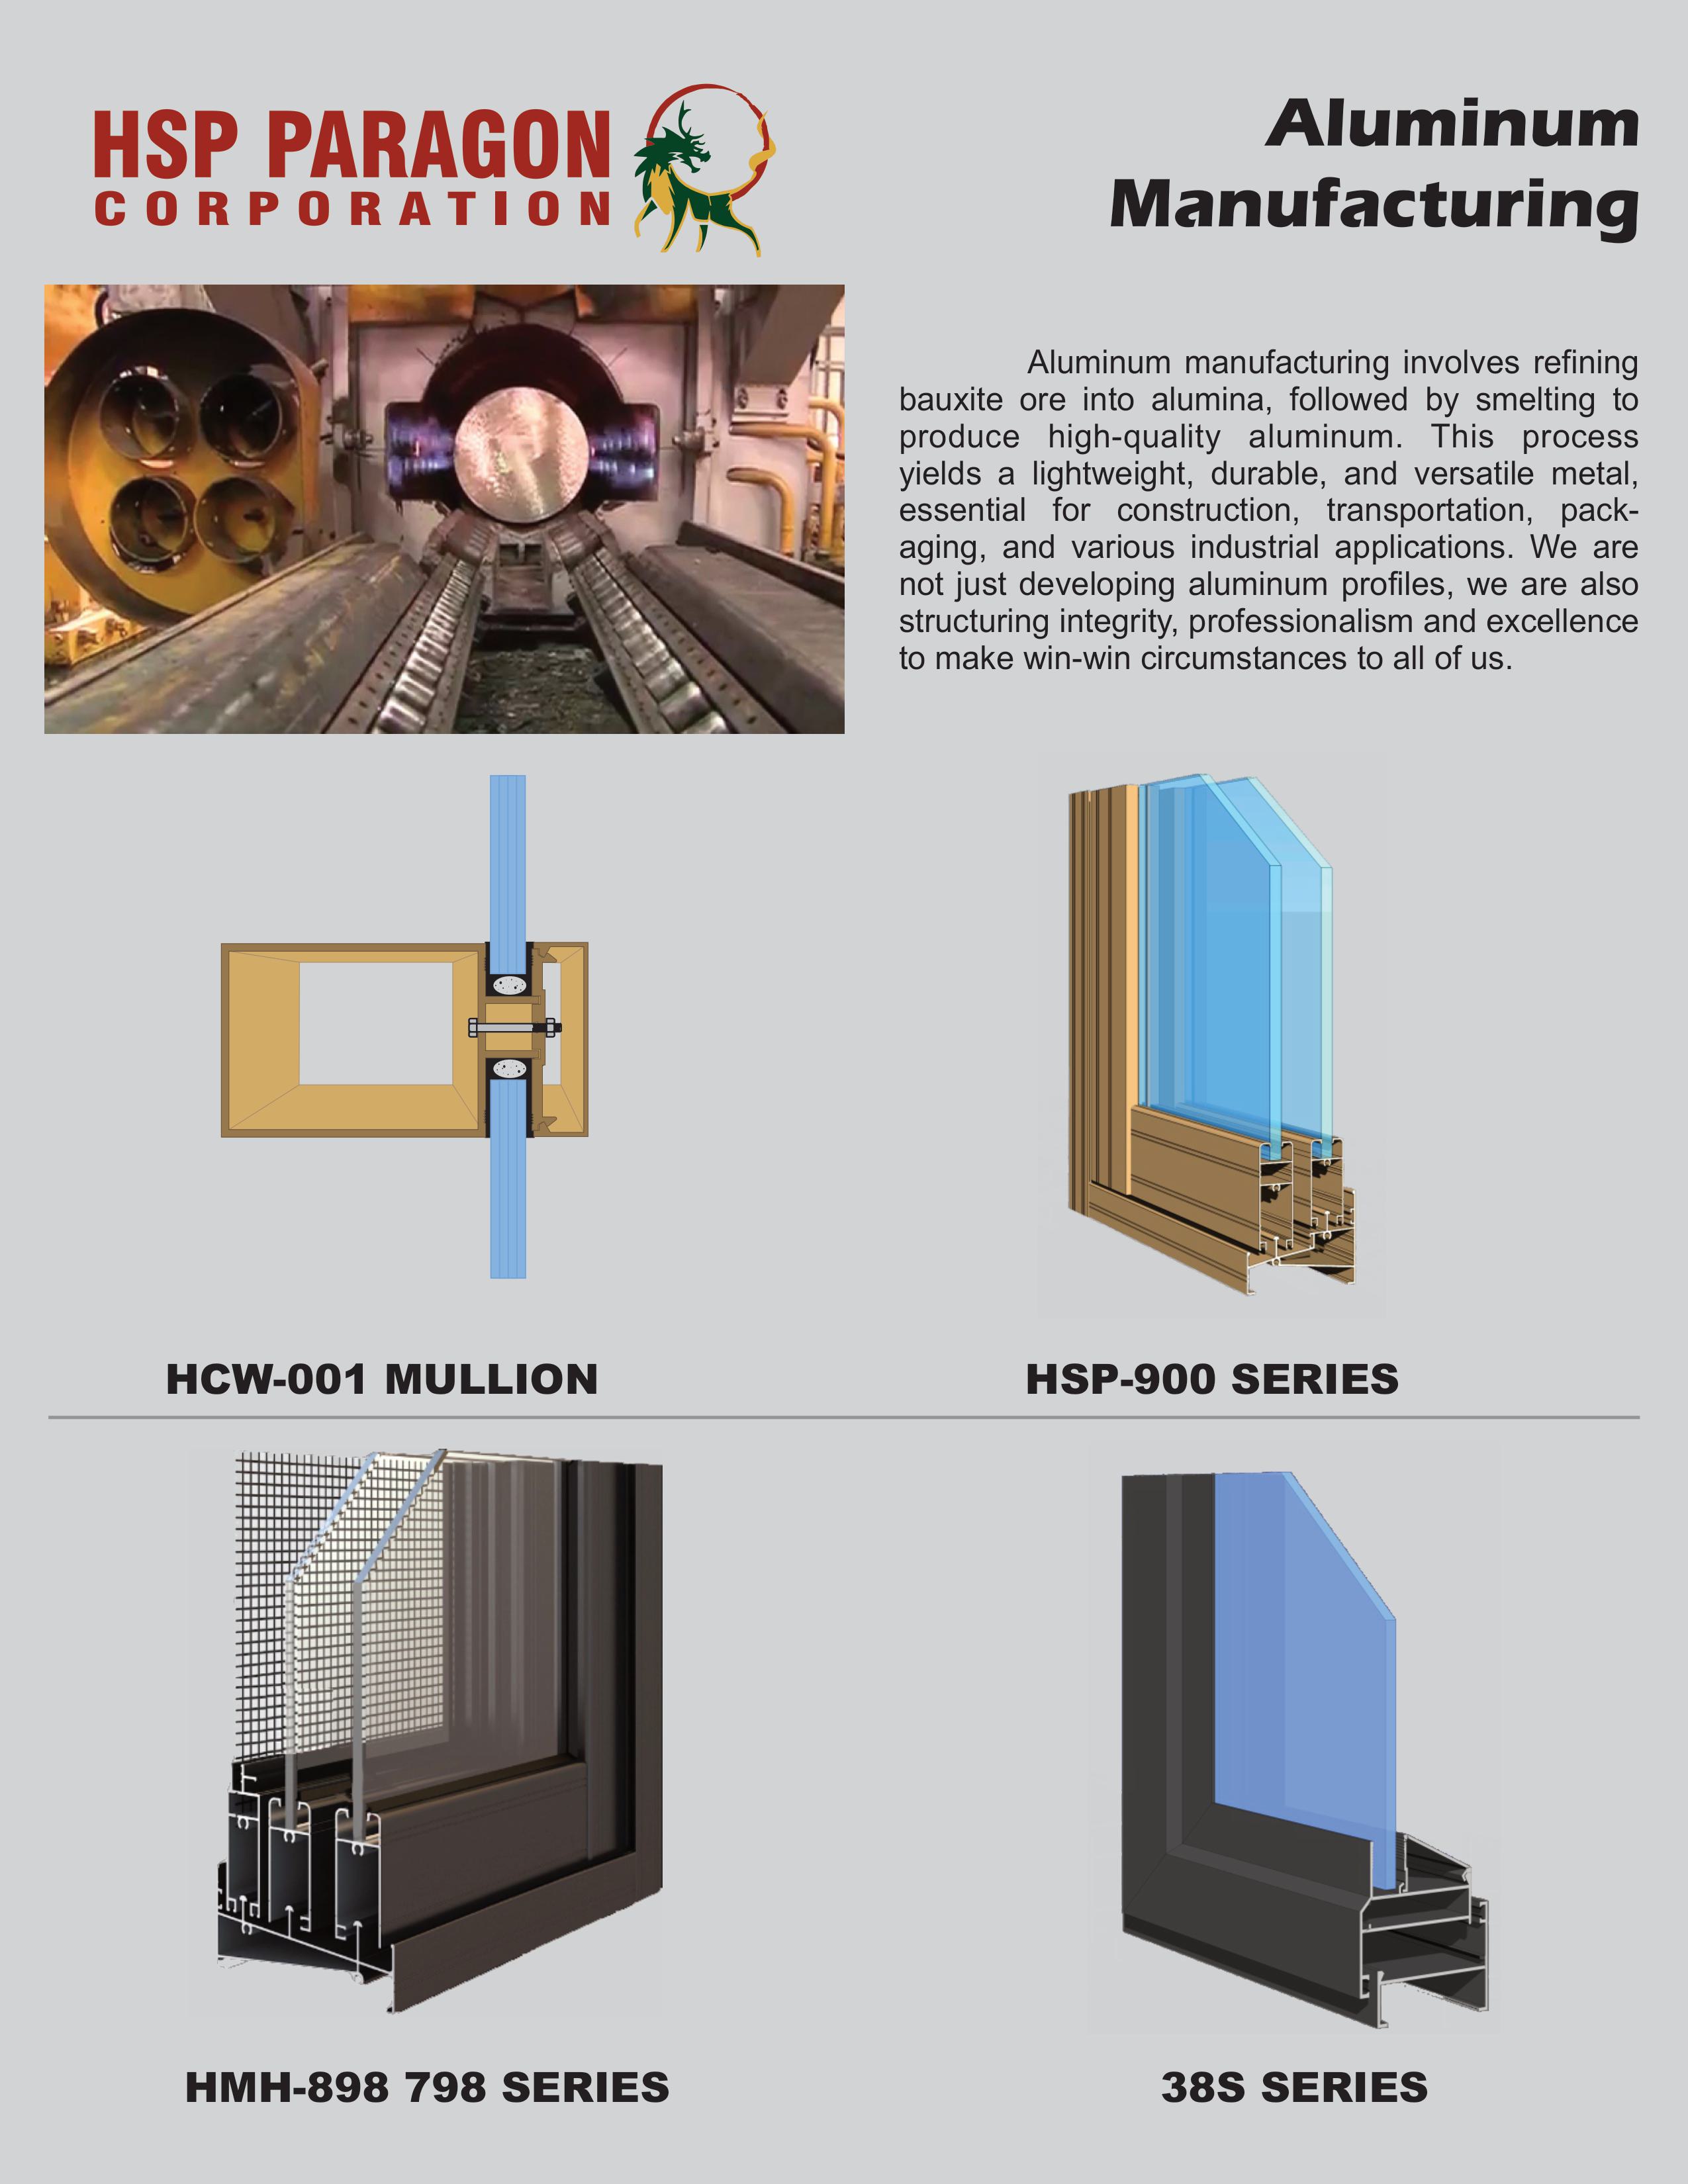 HSP PARAGON
CORPORATION
Aluminum
Manufacturing
Aluminum manufacturing involves refining
bauxite ore into alumina, followed by smelting to
produce high-quality aluminum. This process
yields a lightweight, durable, and versatile metal,
essential for construction, transportation, pack-
aging, and various industrial applications. We are
not just developing aluminum profiles, we are also
structuring integrity, professionalism and excellence
to make win-win circumstances to all of us.
HCW-001 MULLION
HSP-900 SERIES
HMH-898 798 SERIES
38S SERIES